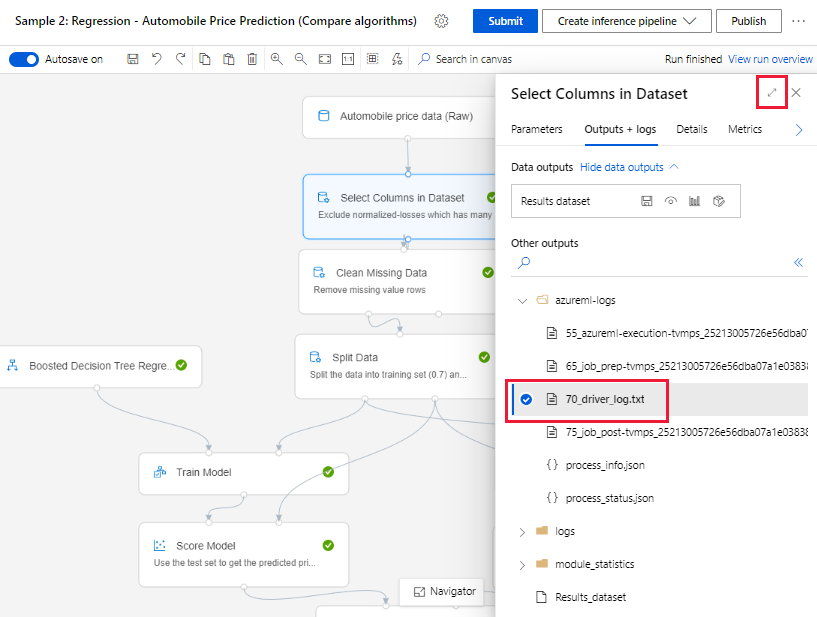 Sample 2: Regression - Automobile Price Prediction (Compare algorithms)
Submit
Create inference pipeline
Publish
Autosave on
1:1
Search in canvas
Run finished View run overview
Automobile price data (Raw)
Select Columns in Dataset
Exclude normalized-losses which has many
Clean Missing Data
Remove missing value rows
Boosted Decision Tree Regre...
Split Data
Split the data into training set (0.7) an...
Train Model
Score Model
Use the test set to get the predicted pri...
Navigator
Select Columns in Dataset
Parameters
Outputs + logs
Details
Metrics
Data outputs Hide data outputs
Results dataset
Other outputs
azureml-logs
55_azureml-execution-tvmps_25213005726e56dba0
65_job_prep-tvmps_25213005726e56dba07a1e0383
70_driver_log.txt
75_job_post-tvmps_25213005726e56dba07a1e0383
{} process_info.json
{} process_status.json
logs
module_statistics
Results_dataset